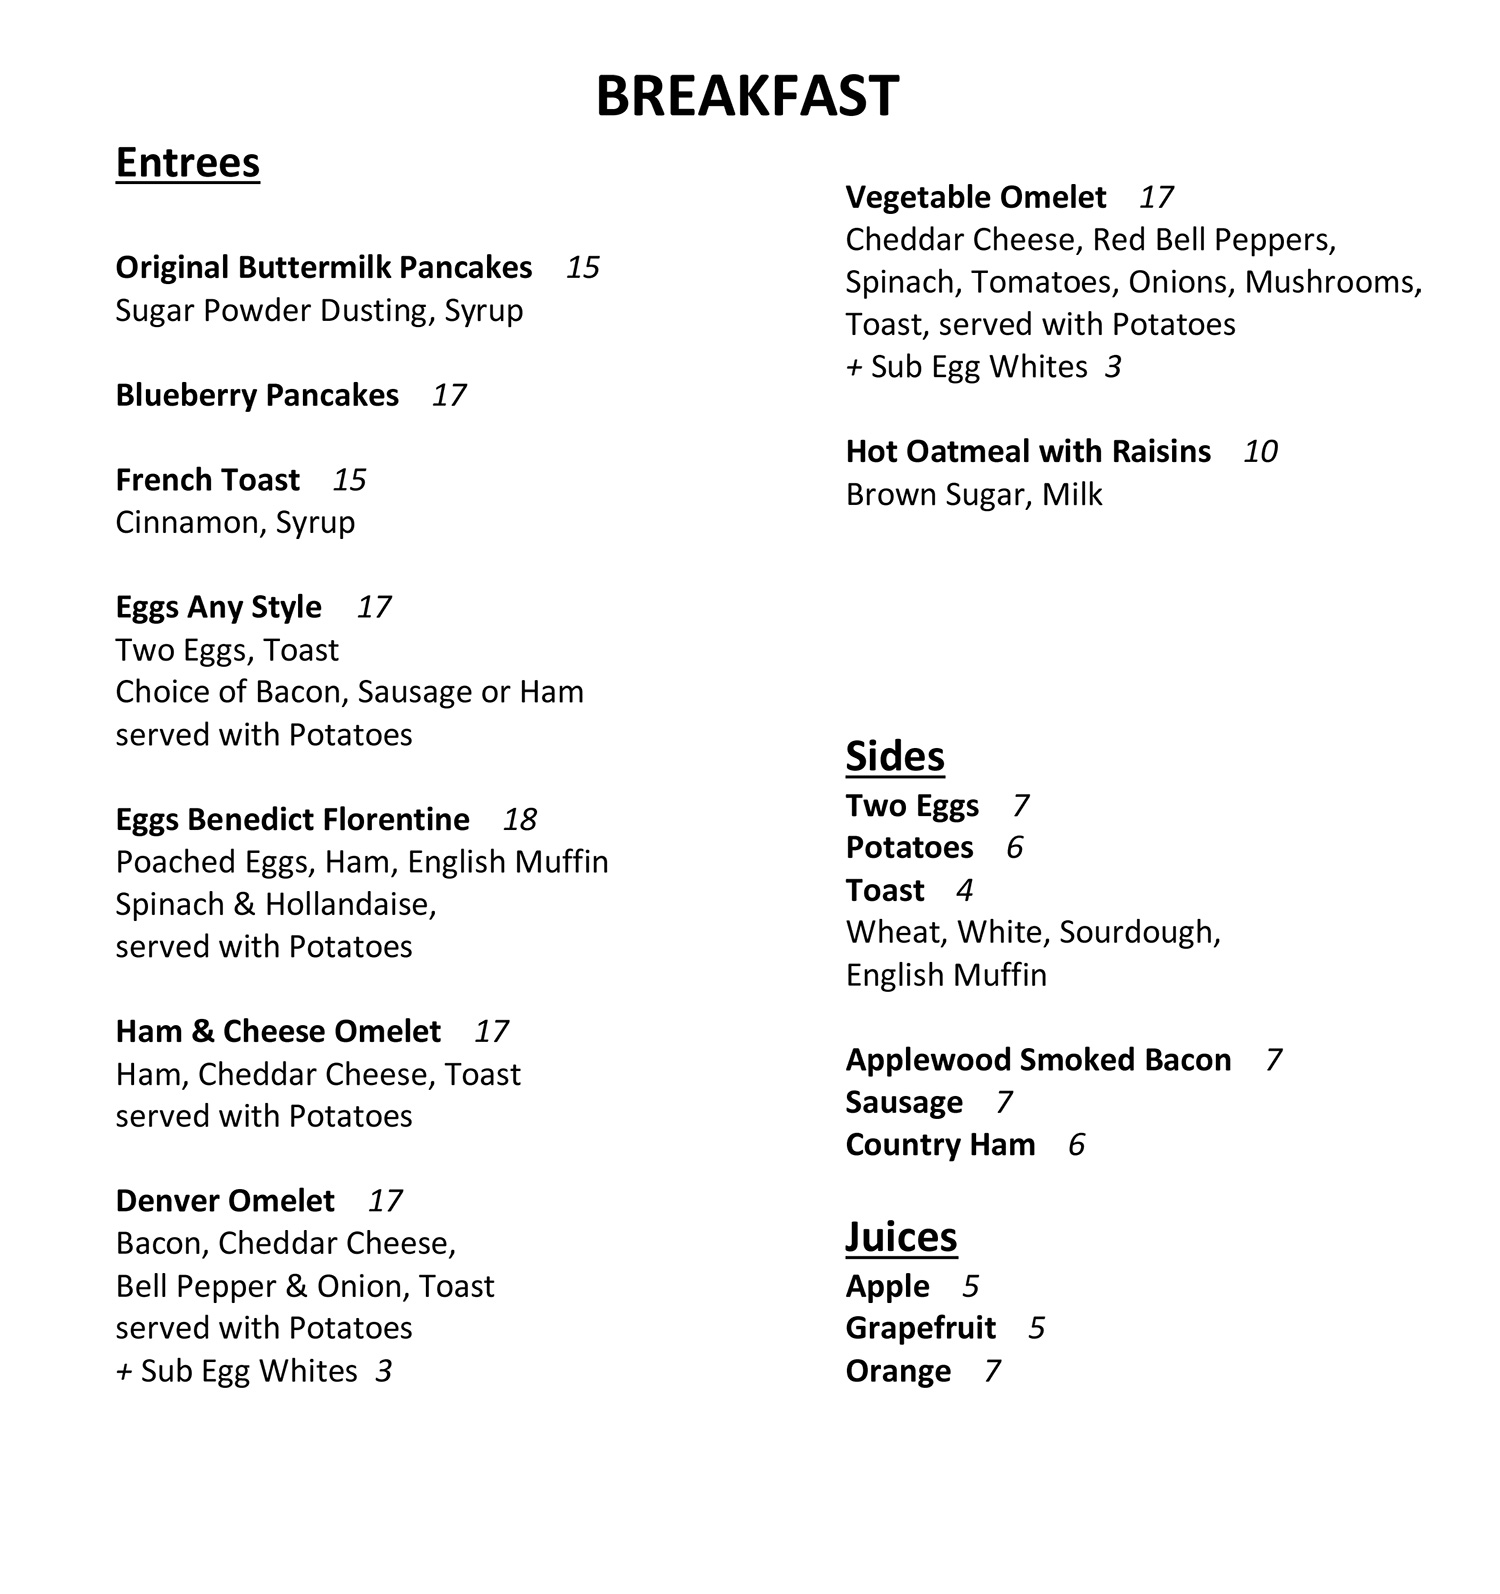 BREAKFAST
Entrees
Original Buttermilk Pancakes 15
Sugar Powder Dusting, Syrup
Blueberry Pancakes 17
French Toast 15
Cinnamon, Syrup
Eggs Any Style 17
Two Eggs, Toast
Choice of Bacon, Sausage or Ham
served with Potatoes
Eggs Benedict Florentine 18
Poached Eggs, Ham, English Muffin
Spinach & Hollandaise,
served with Potatoes
Ham & Cheese Omelet 17
Ham, Cheddar Cheese, Toast
served with Potatoes
Denver Omelet 17
Bacon, Cheddar Cheese,
Bell Pepper & Onion, Toast
served with Potatoes
+ Sub Egg Whites 3
Vegetable Omelet 17
Cheddar Cheese, Red Bell Peppers,
Spinach, Tomatoes, Onions, Mushrooms,
Toast, served with Potatoes
+ Sub Egg Whites 3
Hot Oatmeal with Raisins 10
Brown Sugar, Milk
Sides
Two Eggs 7
Potatoes 6
Toast 4
Wheat, White, Sourdough,
English Muffin
Applewood Smoked Bacon 7
Sausage 7
Country Ham 6
Juices
Apple 5
Grapefruit 5
Orange 7